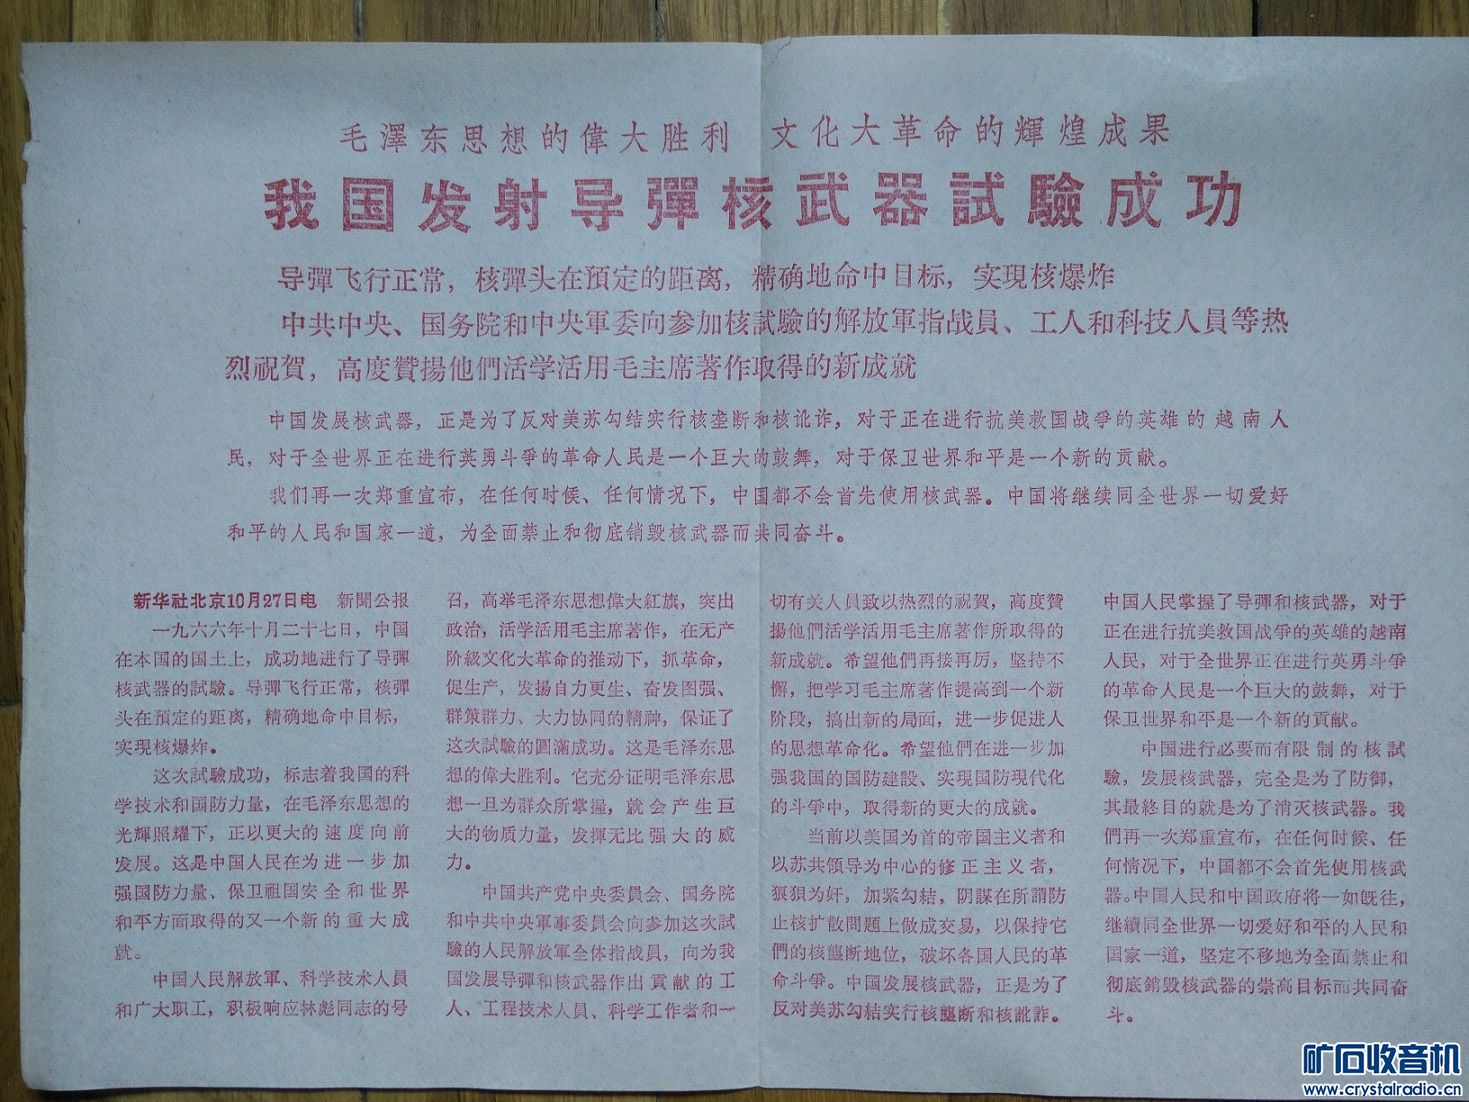 毛澤东思想的偉大胜利 文化大革命的輝煌成果
我国发射导彈核武器試驗成功
导彈飞行正常，核彈头在預定的距离，精确地命中目标，实現核爆炸
中共中央、国务院和中央軍委向参加核試驗的解放軍指战員、工人和科技人員等热
烈祝賀，高度贊揚他們活学活用毛主席著作取得的新成就
中国发展核武器，正是为了反对美苏勾结实行核垄断和核讹诈，对于正在进行抗美救国战爭的英雄的越南人
民，对于全世界正在进行英勇斗爭的革命人民是一个巨大的鼓舞，对于保卫世界和平是一个新的贡献。
我们再一次郑重宣布，在任何时候、任何情况下，中国都不会首先使用核武器。中国将继续同全世界一切爱好
和平的人民和国家一道，为全面禁止和彻底销毁核武器而共同奋斗。
新华社北京10月27日电 新聞公报
一九六六年十月二十七日，中国
在本国的国土上，成功地进行了导彈
核武器的試驗。导彈飞行正常，核彈
头在預定的距离，精确地命中目标，
实現核爆炸。
这次試驗成功，标志着我国的科
学技术和国防力量，在毛泽东思想的
光輝照耀下，正以更大的速度向前
发展。这是中国人民在为进一步加
强国防力量、保卫祖国安全和世界
和平方面取得的又一个新的重大成
就。
中国人民解放軍、科学技术人員
和广大职工，积极响应林彪同志的号
召，高举毛泽东思想偉大紅旗，突出
政治，活学活用毛主席著作，在无产
阶級文化大革命的推动下，抓革命，
促生产，发揚自力更生、奋发图强、
群策群力、大力协同的精神，保证了
这次試驗的圓滿成功。这是毛泽东思
想的偉大胜利。它充分证明毛泽东思
想一旦为群众所掌握，就会产生巨
大的物质力量，发揮无比强大的威
力。
中国共产党中央委員会、国务院
和中共中央軍事委員会向参加这次試
驗的人民解放軍全体指战員，向为我
国发展导彈和核武器作出貢献的工
人、工程技术人員、科学工作者和一
切有关人員致以热烈的祝賀，高度贊
揚他們活学活用毛主席著作所取得的
新成就。希望他們再接再厉，坚持不
懈，把学习毛主席著作提高到一个新
阶段，搞出新的局面，进一步促进人
的思想革命化。希望他們在进一步加
强我国的国防建設、实現国防現代化
的斗爭中，取得新的更大的成就。
当前以美国为首的帝国主义者和
以苏共領导为中心的修正主义者，
狠狠为奸，加紧勾結，阴謀在所謂防
止核扩散問題上做成交易，以保持它
們的核壟断地位，破坏各国人民的革
命斗爭。中国发展核武器，正是为了
反对美苏勾結实行核壟断和核訛詐。
中国人民掌握了导彈和核武器，对于
正在进行抗美救国战爭的英雄的越南
人民，对于全世界正在进行英勇斗爭
的革命人民是一个巨大的鼓舞，对于
保卫世界和平是一个新的貢献。
中国进行必要而有限制的核試
驗，发展核武器，完全是为了防御，
其最終目的就是为了消灭核武器。我
們再一次郑重宣布，在任何时候、任
何情况下，中国都不会首先使用核武
器。中国人民和中国政府将一如既往，
继續同全世界一切爱好和平的人民和
国家一道，坚定不移地为全面禁止和
彻底銷毁核武器的崇高目标而共同奋
斗。
矿石收音机
www.crystalradio.cn